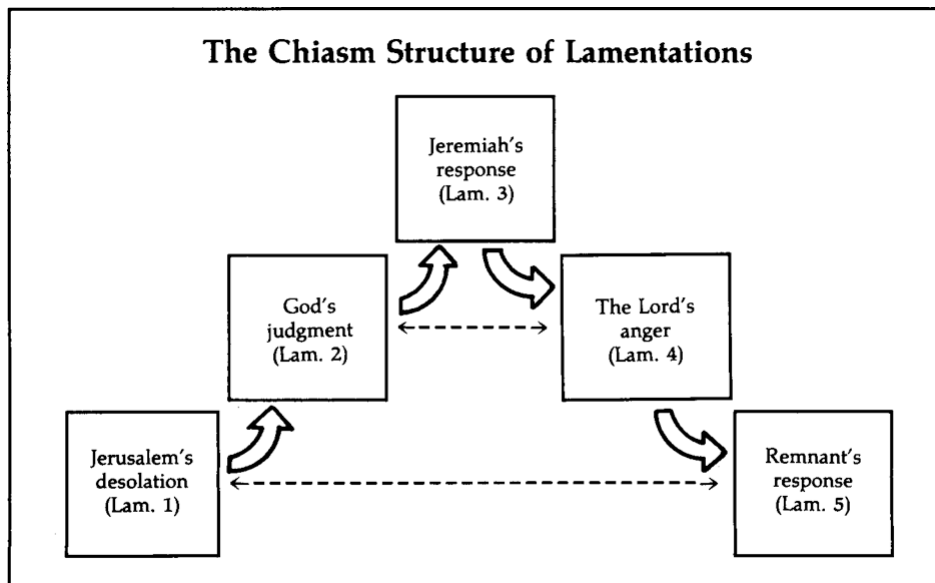 The Chiasm Structure of Lamentations
Jeremiah's
response
(Lam. 3)
God's
judgment
(Lam. 2)
The Lord's
anger
(Lam. 4)
Jerusalem's
desolation
(Lam. 1)
Remnant's
response
(Lam. 5)